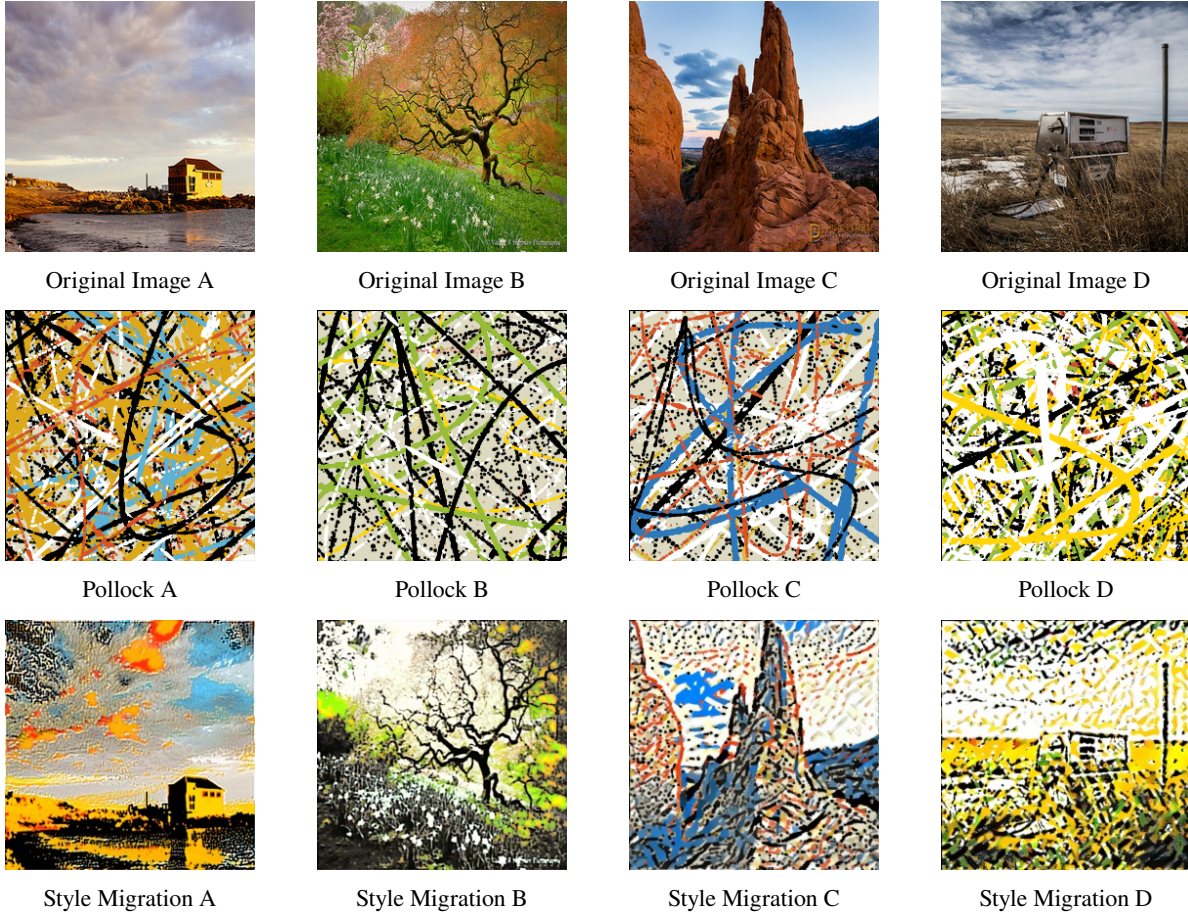 Original Image A
Original Image B
Original Image C
Original Image D
Pollock A
Pollock B
Pollock C
Pollock D
Style Migration A
Style Migration B
Style Migration C
Style Migration D